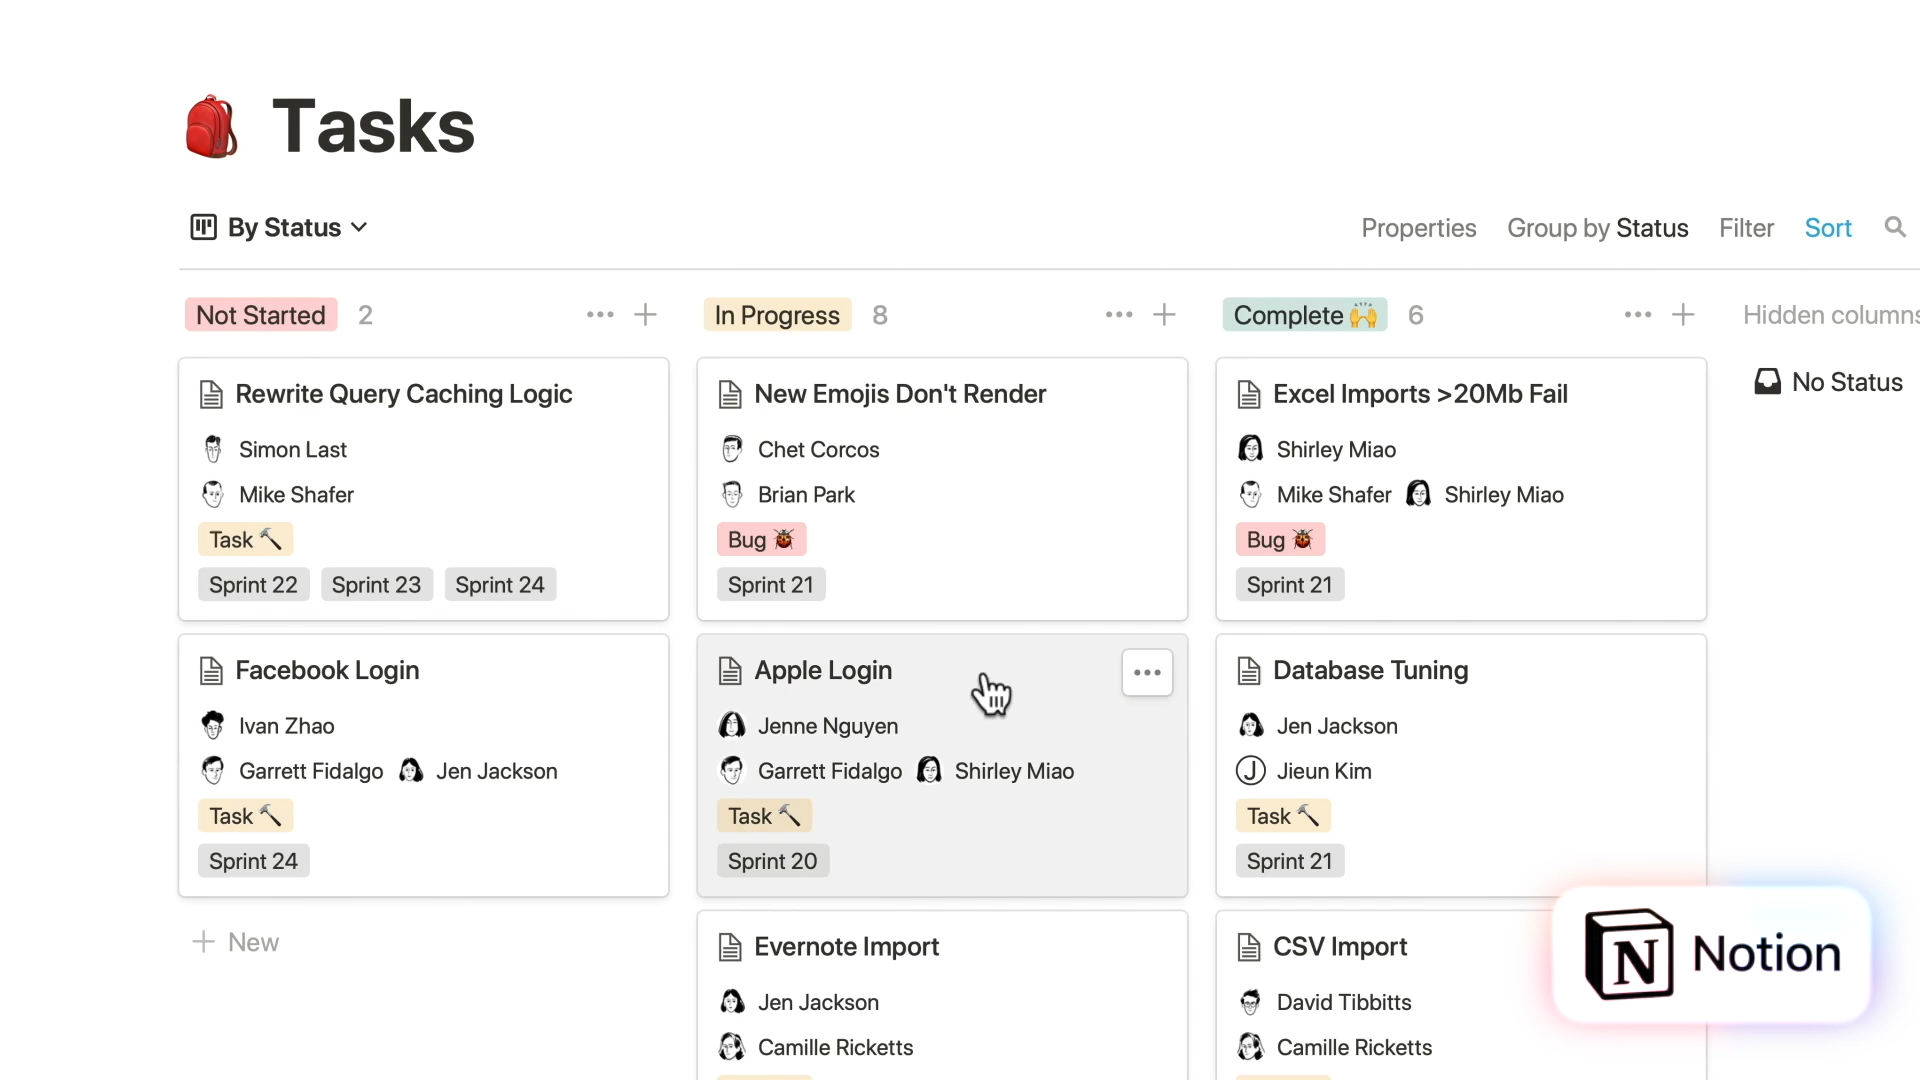 Tasks
By Status
Properties Group by Status Filter Sort
Not Started 2
In Progress 8
Complete 🙌 6
Hidden columns
No Status
Rewrite Query Caching Logic
Simon Last
Mike Shafer
Task 🔨
Sprint 22 Sprint 23 Sprint 24
Facebook Login
Ivan Zhao
Garrett Fidalgo Jen Jackson
Task 🔨
Sprint 24
+ New
New Emojis Don't Render
Chet Corcos
Brian Park
Bug 🐞
Sprint 21
Apple Login
Jenne Nguyen
Garrett Fidalgo Shirley Miao
Task 🔨
Sprint 20
Evernote Import
Jen Jackson
Camille Ricketts
Excel Imports >20Mb Fail
Shirley Miao
Mike Shafer Shirley Miao
Bug 🐞
Sprint 21
Database Tuning
Jen Jackson
J Jieun Kim
Task 🔨
Sprint 21
CSV Import
David Tibbitts
Camille Ricketts
N Notion